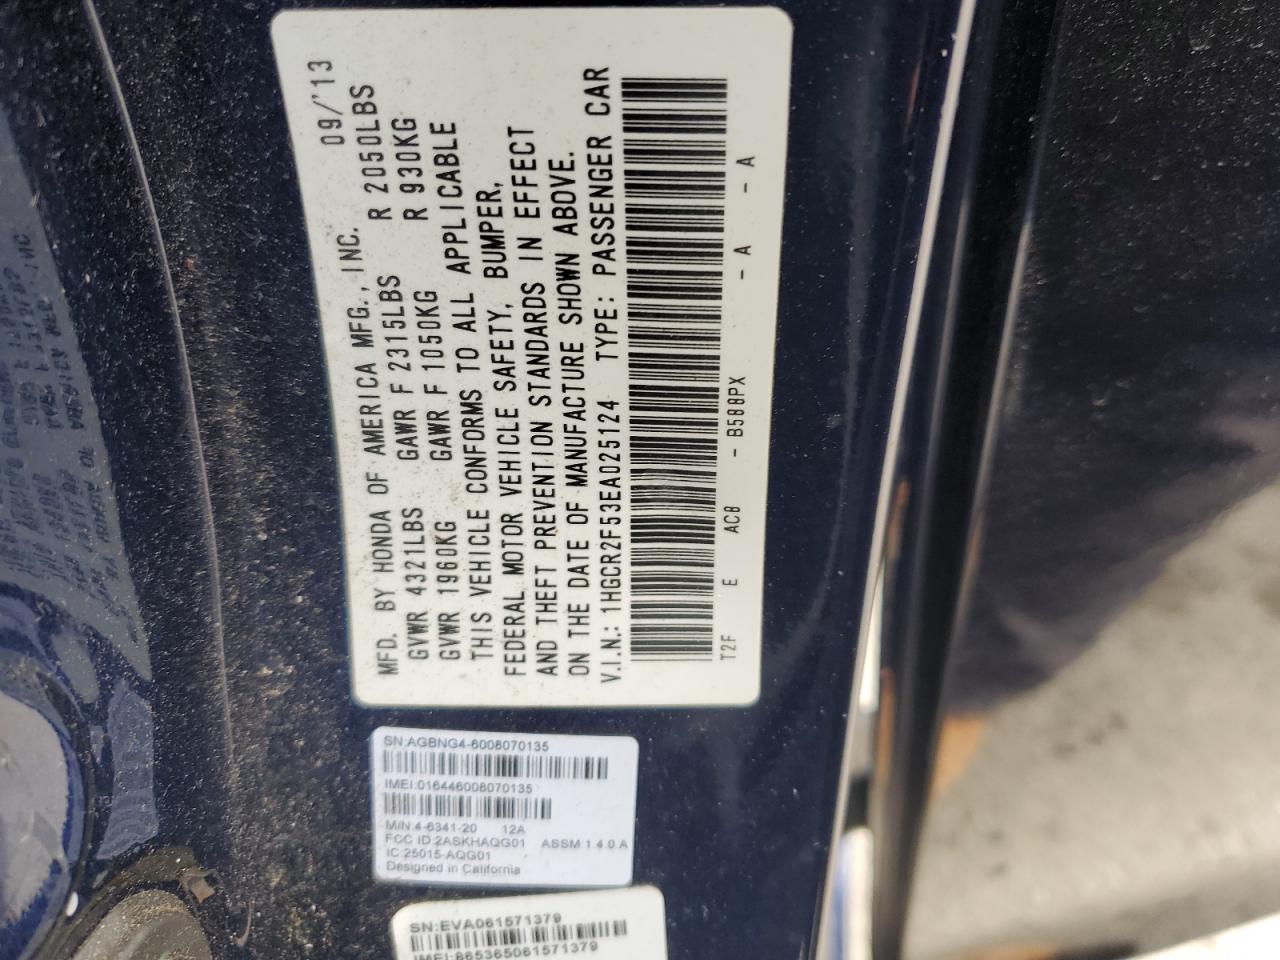 MFD. BY HONDA OF AMERICA MFG., INC. 09/'13
GVWR 4321LBS GAWR F 2315LBS R 2050LBS
GVWR 1960KG GAWR F 1050KG R 930KG
THIS VEHICLE CONFORMS TO ALL APPLICABLE
FEDERAL MOTOR VEHICLE SAFETY, BUMPER,
AND THEFT PREVENTION STANDARDS IN EFFECT
ON THE DATE OF MANUFACTURE SHOWN ABOVE.
V.I.N.: 1HGCR2F53EA025124 TYPE: PASSENGER CAR
T2F E ACB - B588PX - A - A
SN:AGBNG4-6008070135
IMEI:016446008070135
M/N:4-6341-20 12A
FCC ID:2ASKHAQG01 ASSM 1.4.0.A
IC:25015-AQG01
Designed in California
SN:EVA061571379
IMEI:865365061571379